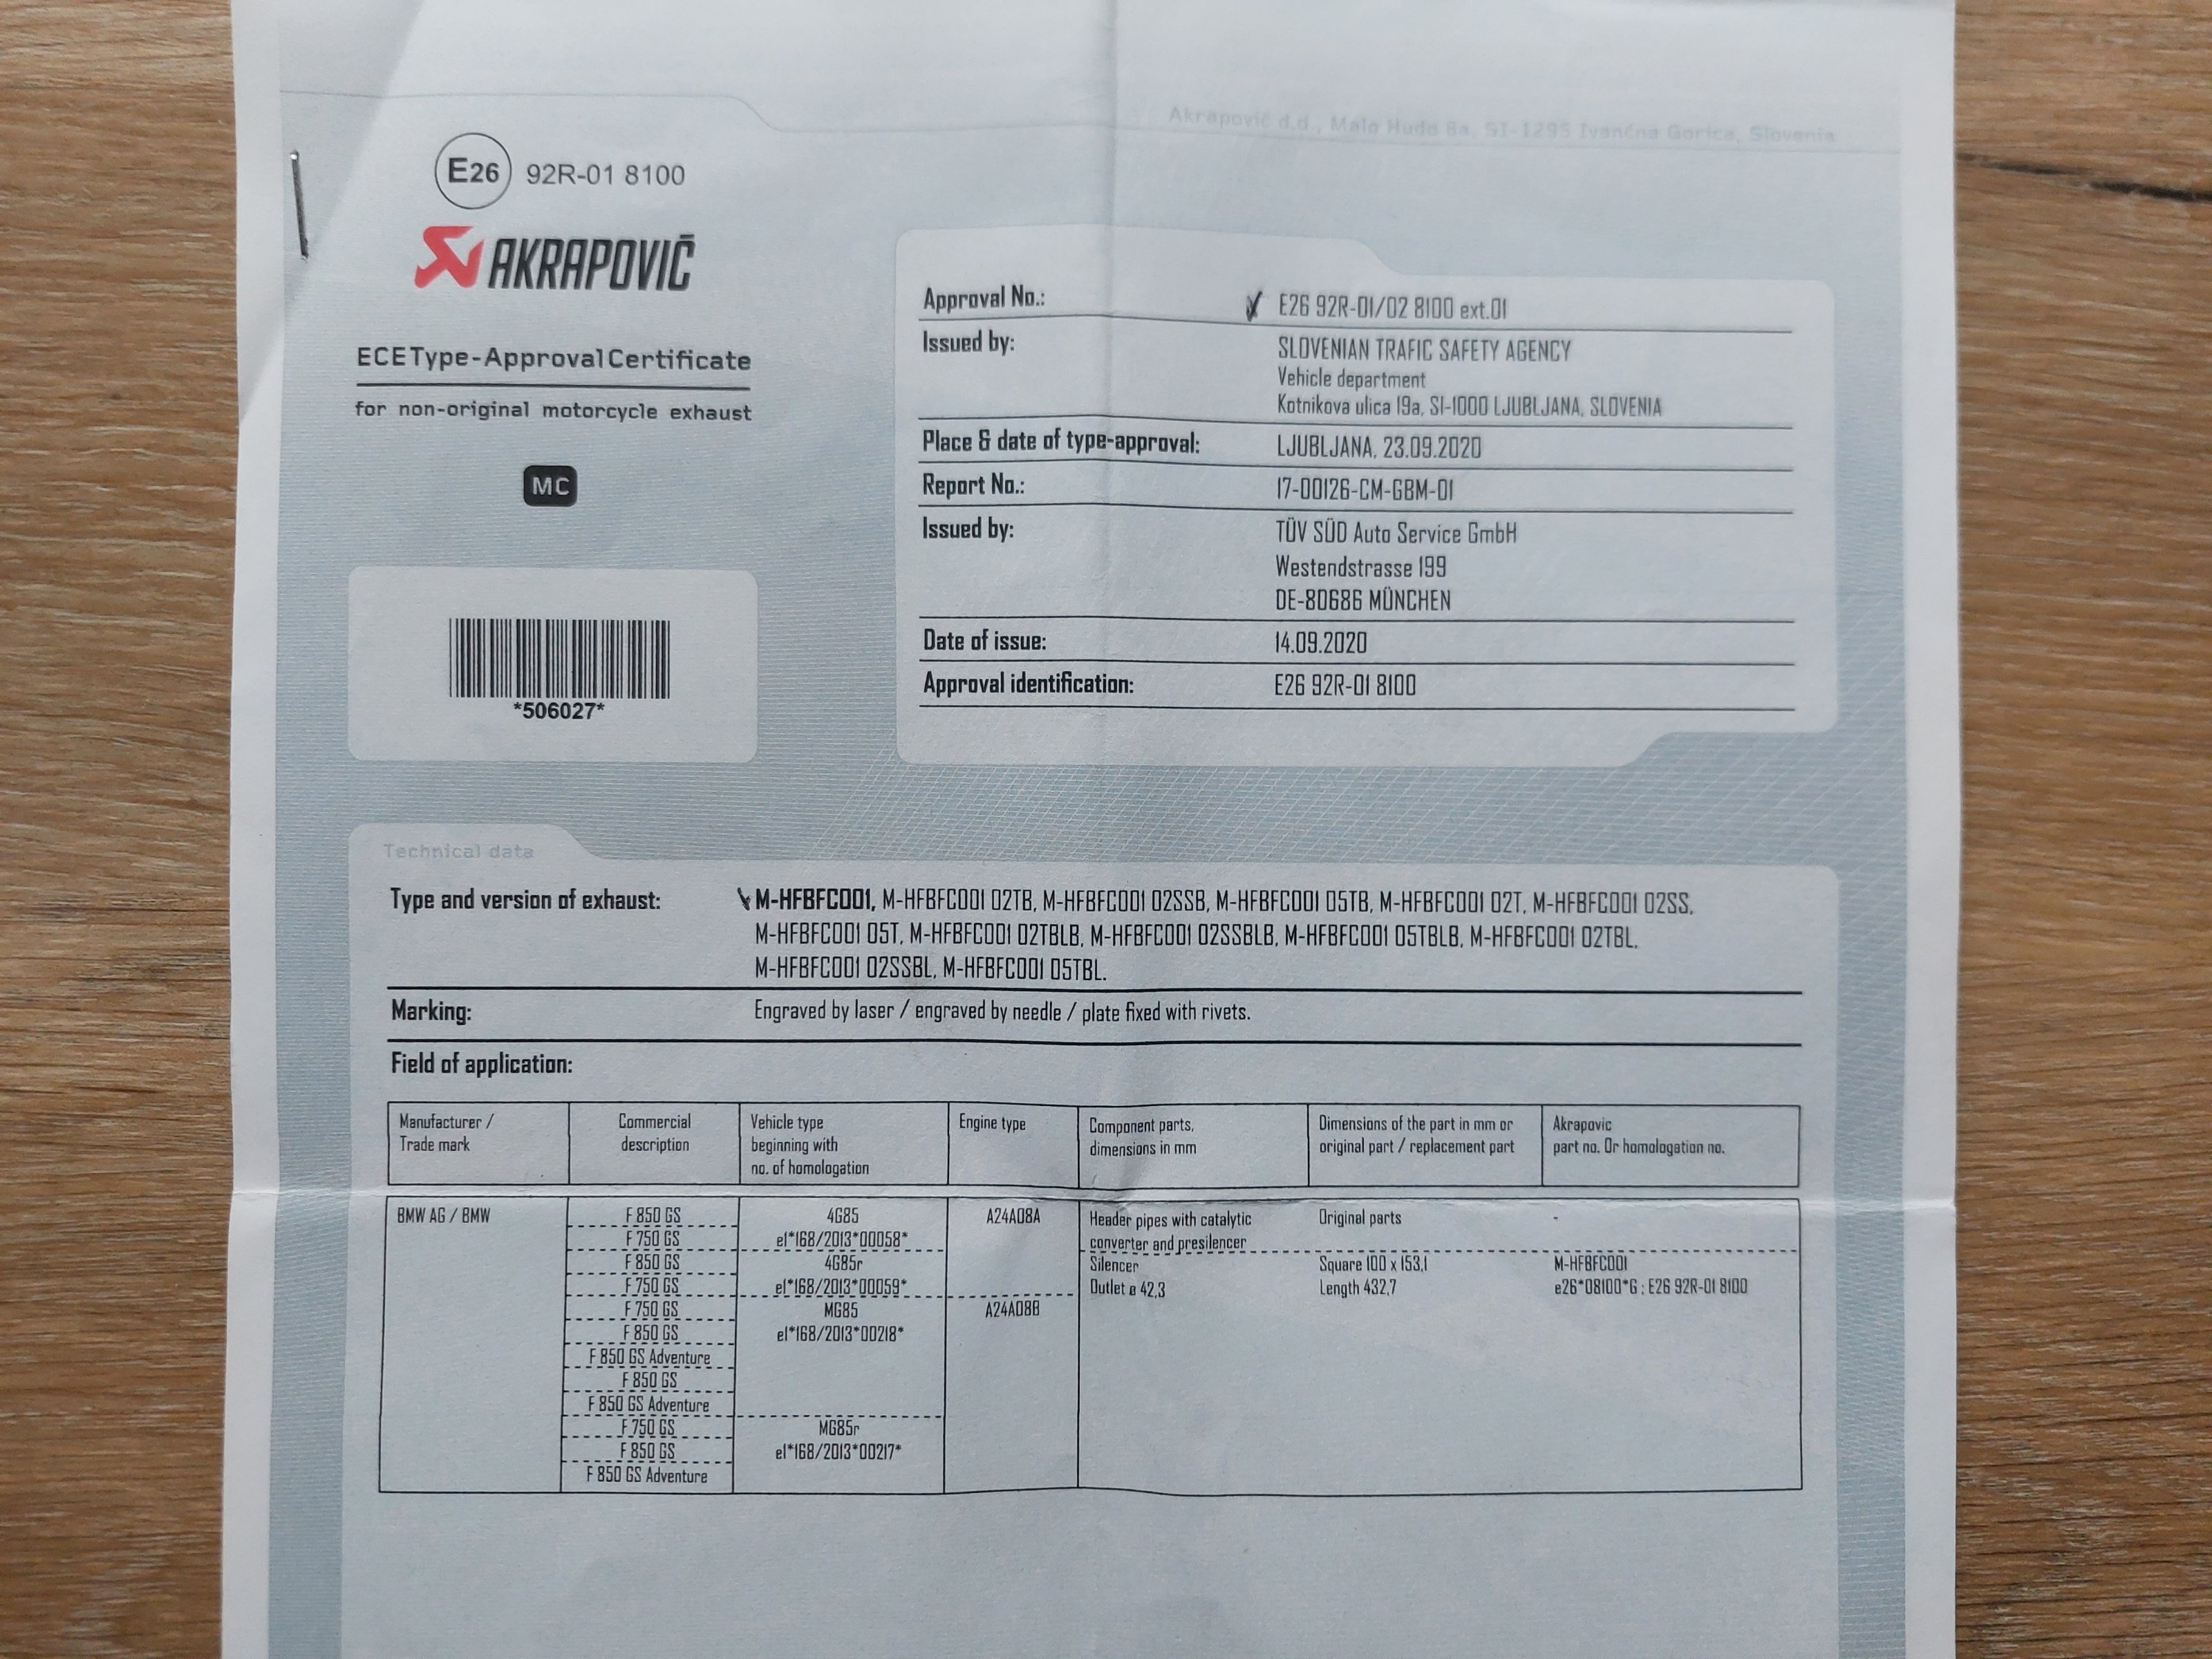 Akrapovič d.d., Malo Hudo 8a, SI-1295 Ivančna Gorica, Slovenia
E26 92R-01 8100
AKRAPOVIČ
ECE Type-Approval Certificate
for non-original motorcycle exhaust
MC
*506027*
Approval No.: E26 92R-01/02 8100 ext.01
Issued by: SLOVENIAN TRAFIC SAFETY AGENCY
Vehicle department
Kotnikova ulica 19a, SI-1000 LJUBLJANA, SLOVENIA
Place & date of type-approval: LJUBLJANA, 23.09.2020
Report No.: 17-00126-CM-GBM-01
Issued by: TÜV SÜD Auto Service GmbH
Westendstrasse 199
DE-80686 MÜNCHEN
Date of issue: 14.09.2020
Approval identification: E26 92R-01 8100
Technical data
Type and version of exhaust: M-HFBFC001, M-HFBFC001 02TB, M-HFBFC001 02SSB, M-HFBFC001 05TB, M-HFBFC001 02T, M-HFBFC001 02SS,
M-HFBFC001 05T, M-HFBFC001 02TBLB, M-HFBFC001 02SSBLB, M-HFBFC001 05TBLB, M-HFBFC001 02TBL,
M-HFBFC001 02SSBL, M-HFBFC001 05TBL.
Marking: Engraved by laser / engraved by needle / plate fixed with rivets.
Field of application:
Manufacturer / Commercial Vehicle type Engine type Component parts, Dimensions of the part in mm or Akrapovic
Trade mark description beginning with dimensions in mm original part / replacement part part no. Or homologation no.
no. of homologation
BMW AG / BMW F 850 GS 4G85 A24A08A Header pipes with catalytic Original parts -
F 750 GS e1*168/2013*00058* converter and presilencer
F 850 GS 4G85r Silencer Square 100 x 153,1 M-HFBFC001
F 750 GS e1*168/2013*00059* Outlet ø 42,3 Length 432,7 e26*08100*G ; E26 92R-01 8100
F 750 GS MG85 A24A08B
F 850 GS e1*168/2013*00218*
F 850 GS Adventure
F 850 GS
F 850 GS Adventure
F 750 GS MG85r
F 850 GS e1*168/2013*00217*
F 850 GS Adventure